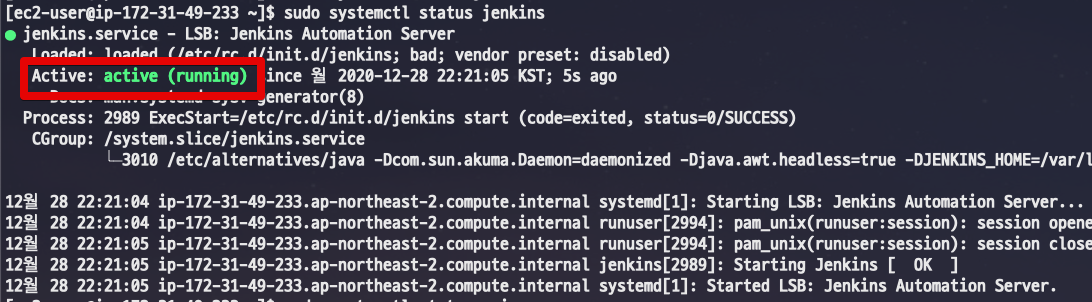 [ec2-user@ip-172-31-49-233 ~]$ sudo systemctl status jenkins
● jenkins.service - LSB: Jenkins Automation Server
Loaded: loaded (/etc/rc.d/init.d/jenkins; bad; vendor preset: disabled)
Active: active (running) since 월 2020-12-28 22:21:05 KST; 5s ago
Docs: man:systemd-sysv-generator(8)
Process: 2989 ExecStart=/etc/rc.d/init.d/jenkins start (code=exited, status=0/SUCCESS)
CGroup: /system.slice/jenkins.service
└─3010 /etc/alternatives/java -Dcom.sun.akuma.Daemon=daemonized -Djava.awt.headless=true -DJENKINS_HOME=/var/l
12월 28 22:21:04 ip-172-31-49-233.ap-northeast-2.compute.internal systemd[1]: Starting LSB: Jenkins Automation Server...
12월 28 22:21:04 ip-172-31-49-233.ap-northeast-2.compute.internal runuser[2994]: pam_unix(runuser:session): session opene
12월 28 22:21:05 ip-172-31-49-233.ap-northeast-2.compute.internal runuser[2994]: pam_unix(runuser:session): session close
12월 28 22:21:05 ip-172-31-49-233.ap-northeast-2.compute.internal jenkins[2989]: Starting Jenkins [  OK  ]
12월 28 22:21:05 ip-172-31-49-233.ap-northeast-2.compute.internal systemd[1]: Started LSB: Jenkins Automation Server.